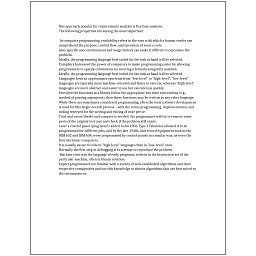 One approach popular for requirements analysis is Use Case analysis.
The following properties are among the most important:
In computer programming, readability refers to the ease with which a human reader can
comprehend the purpose, control flow, and operation of source code.
Also, specific user environment and usage history can make it difficult to reproduce the
problem.
Ideally, the programming language best suited for the task at hand will be selected.
Compilers harnessed the power of computers to make programming easier by allowing
programmers to specify calculations by entering a formula using infix notation.
Ideally, the programming language best suited for the task at hand will be selected.
Languages form an approximate spectrum from "low-level" to "high-level"; "low-level"
languages are typically more machine-oriented and faster to execute, whereas "high-level"
languages are more abstract and easier to use but execute less quickly.
Provided the functions in a library follow the appropriate run-time conventions (e.g.,
method of passing arguments), then these functions may be written in any other language.
While these are sometimes considered programming, often the term software development
is used for this larger overall process – with the terms programming, implementation, and
coding reserved for the writing and editing of code per se.
Trial-and-error/divide-and-conquer is needed: the programmer will try to remove some
parts of the original test case and check if the problem still exists.
Later a control panel (plug board) added to his 1906 Type I Tabulator allowed it to be
programmed for different jobs, and by the late 1940s, unit record equipment such as the
IBM 602 and IBM 604, were programmed by control panels in a similar way, as were the
first electronic computers.
It is usually easier to code in "high-level" languages than in "low-level" ones.
Normally the first step in debugging is to attempt to reproduce the problem.
Machine code was the language of early programs, written in the instruction set of the
particular machine, often in binary notation.
Expert programmers are familiar with a variety of well-established algorithms and their
respective complexities and use this knowledge to choose algorithms that are best suited to
the circumstances.